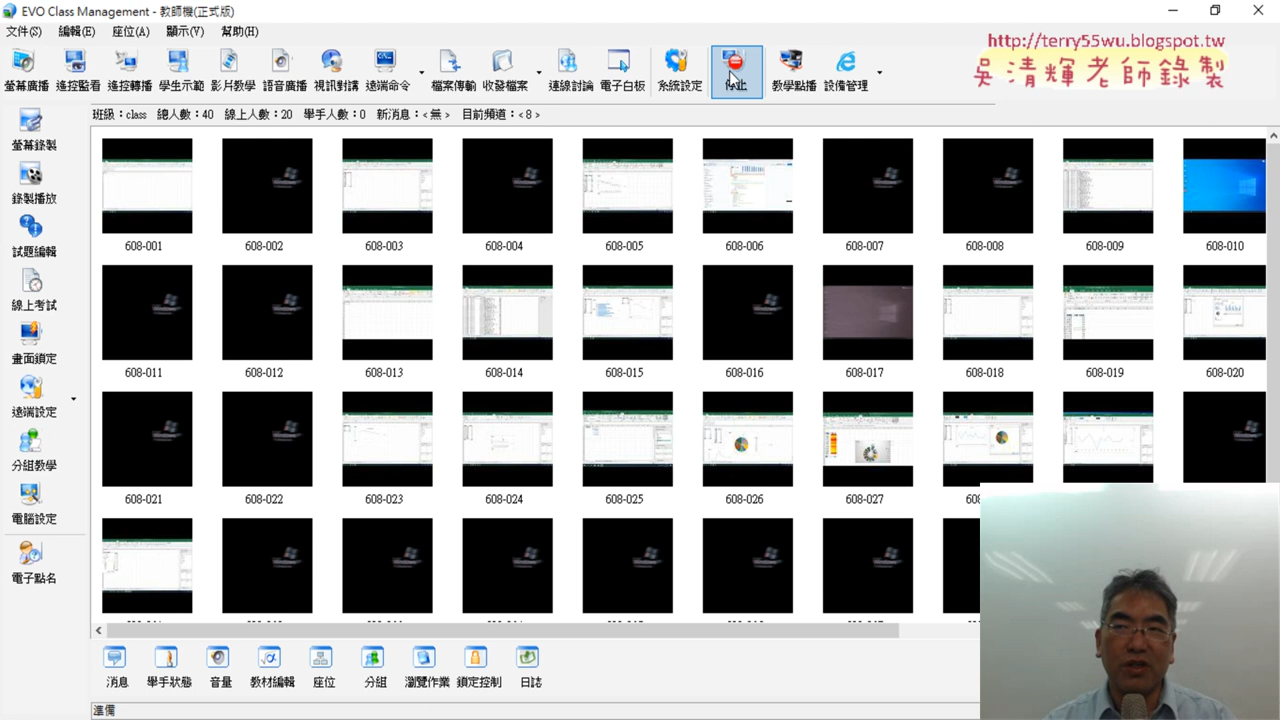 EVO Class Management - 教師機(正式版)
文件(S) 編輯(E) 座位(A) 顯示(V) 幫助(H)
http://terry55wu.blogspot.tw
吳清輝老師錄製
螢幕廣播 遙控監看 遙控轉播 學生示範 影片教學 語音廣播 視訊對講 遠端命令 檔案傳輸 收發檔案 連線討論 電子白板 系統設定 停止 教學點播 設備管理
班級：class 總人數：40 線上人數：20 舉手人數：0 新消息：< 無 > 目前頻道：< 8 >
螢幕錄製
錄製播放
試題編輯
線上考試
畫面鎖定
遠端設定
分組教學
電腦設定
電子點名
608-001 608-002 608-003 608-004 608-005 608-006 608-007 608-008 608-009 608-010
608-011 608-012 608-013 608-014 608-015 608-016 608-017 608-018 608-019 608-020
608-021 608-022 608-023 608-024 608-025 608-026 608-027
消息 舉手狀態 音量 教材編輯 座位 分組 瀏覽作業 鎖定控制 日誌
準備